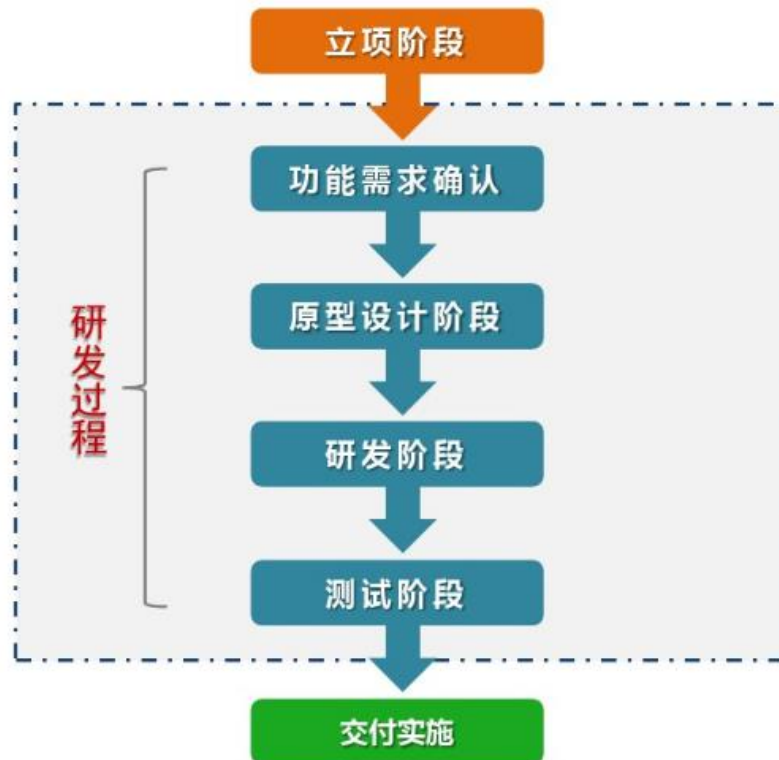 立项阶段
功能需求确认
原型设计阶段
研发过程
研发阶段
测试阶段
交付实施